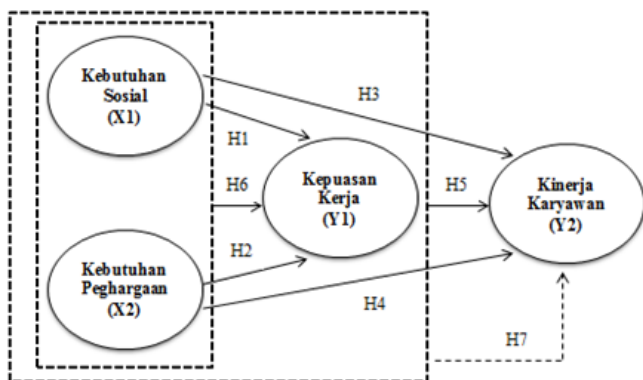 Kebutuhan
Sosial
(X1)
H3
H1
H6
Kepuasan
Kerja
(Y1)
H5
Kinerja
Karyawan
(Y2)
H2
Kebutuhan
Peghargaan
(X2)
H4
H7